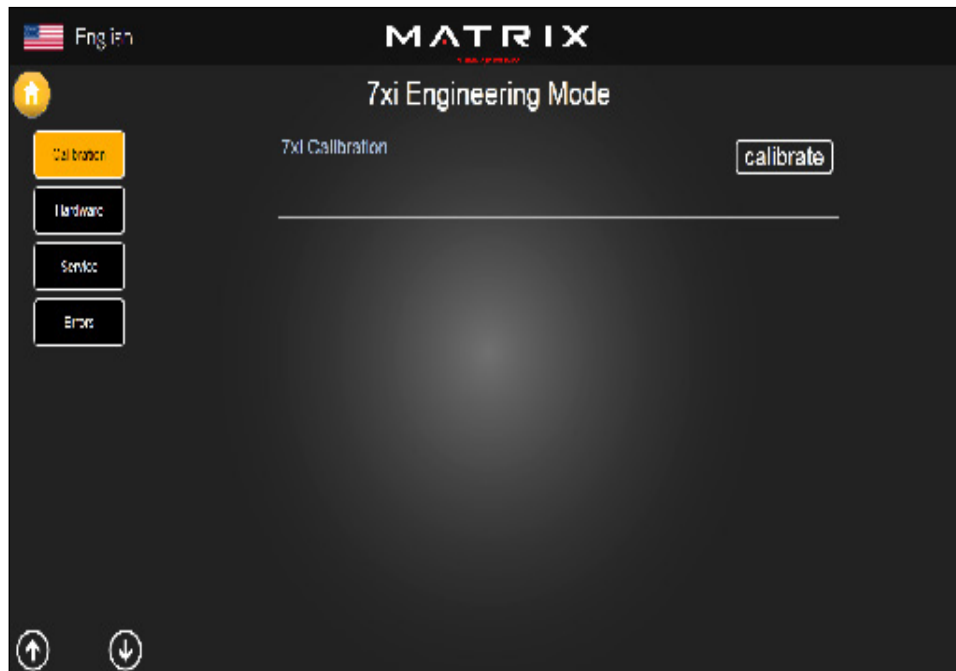 English
MATRIX
7xi Engineering Mode
Calibration
7xi Calibration
calibrate
Hardware
Service
Errors